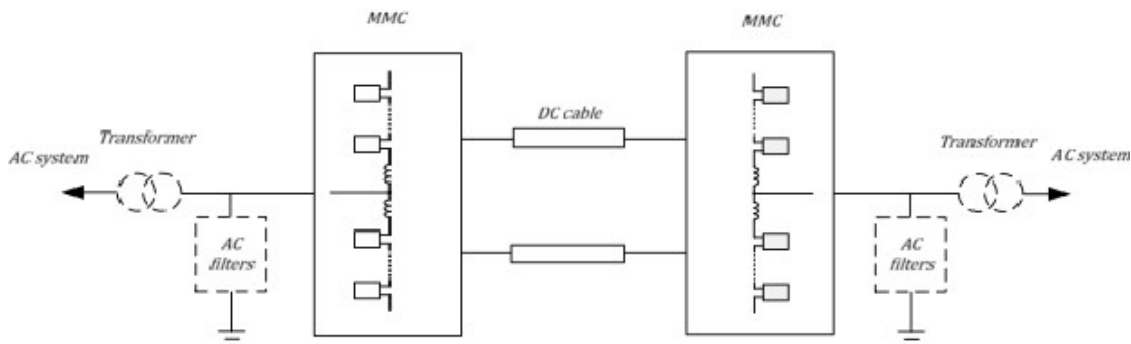 MMC
MMC
DC cable
Transformer
Transformer
AC system
AC system
AC
filters
AC
filters